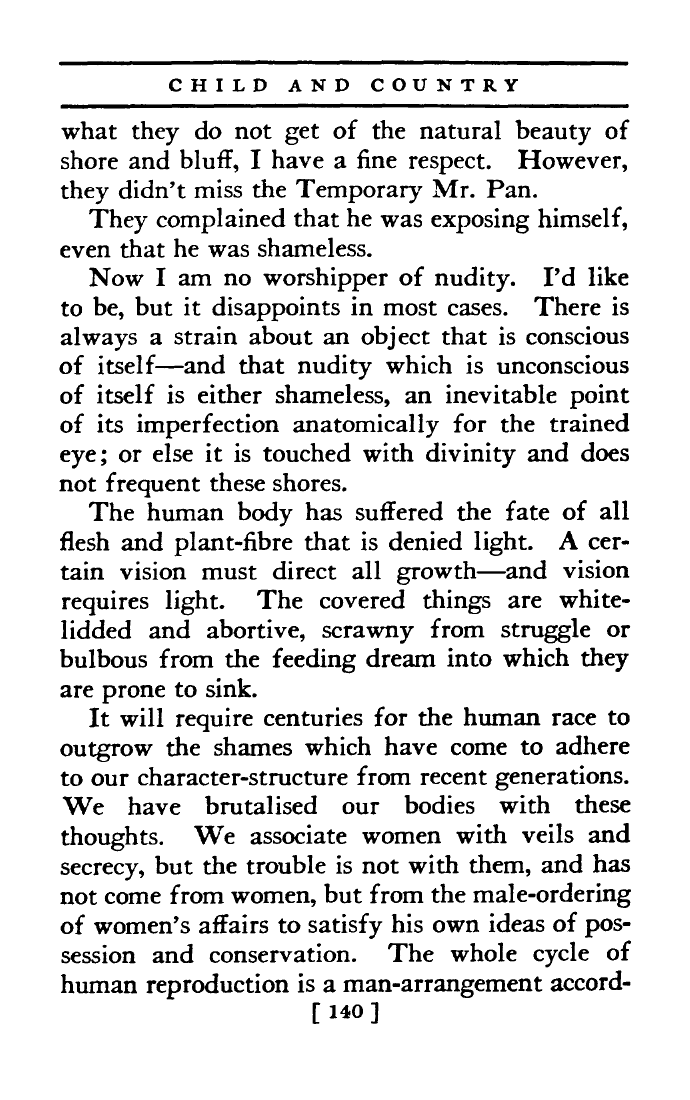 CHILD AND COUNTRY
what they do not get of the natural beauty of
shore and bluff, I have a fine respect. However,
they didn't miss the Temporary Mr. Pan.
They complained that he was exposing himself,
even that he was shameless.
Now I am no worshipper of nudity. I'd like
to be, but it disappoints in most cases. There is
always a strain about an object that is conscious
of itself—and that nudity which is unconscious
of itself is either shameless, an inevitable point
of its imperfection anatomically for the trained
eye; or else it is touched with divinity and does
not frequent these shores.
The human body has suffered the fate of all
flesh and plant-fibre that is denied light. A cer-
tain vision must direct all growth—and vision
requires light. The covered things are white-
lidded and abortive, scrawny from struggle or
bulbous from the feeding dream into which they
are prone to sink.
It will require centuries for the human race to
outgrow the shames which have come to adhere
to our character-structure from recent generations.
We have brutalised our bodies with these
thoughts. We associate women with veils and
secrecy, but the trouble is not with them, and has
not come from women, but from the male-ordering
of women's affairs to satisfy his own ideas of pos-
session and conservation. The whole cycle of
human reproduction is a man-arrangement accord-
[ 140 ]